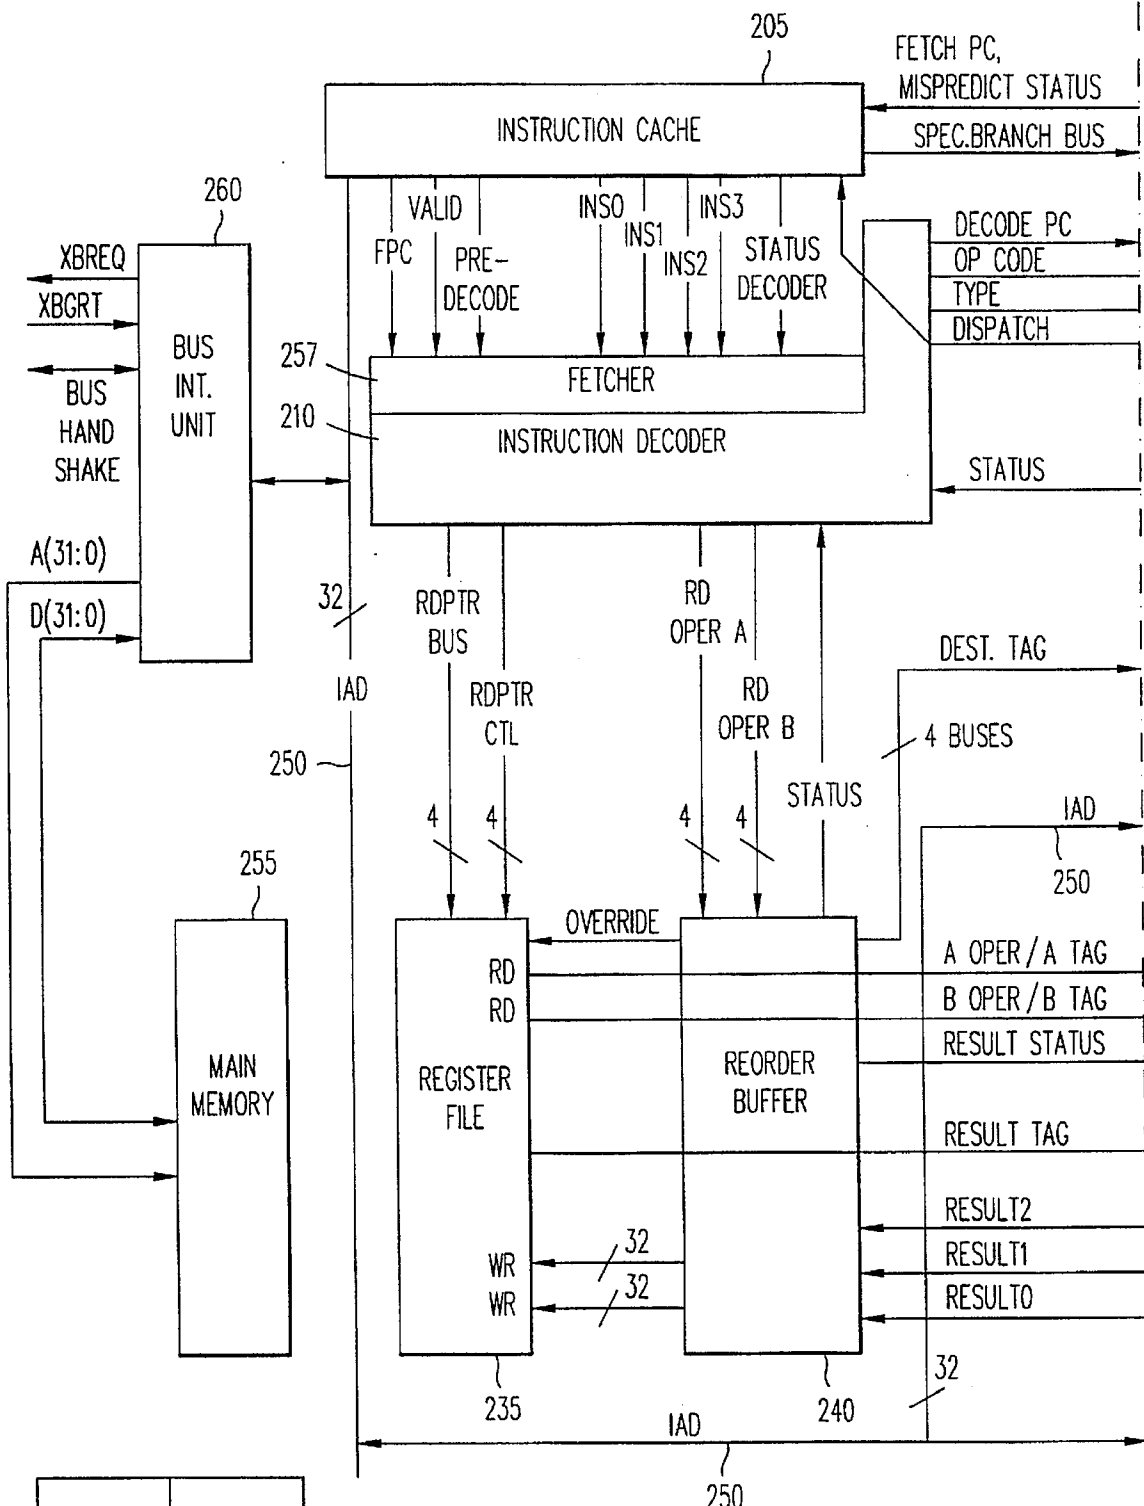 205
FETCH PC,
MISPREDICT STATUS
INSTRUCTION CACHE
SPEC.BRANCH BUS
260
VALID
INS0
INS3
FPC
INS1
PRE-
DECODE
INS2
STATUS
DECODER
DECODE PC
OP CODE
TYPE
DISPATCH
XBREQ
XBGRT
BUS
INT.
UNIT
BUS
HAND
SHAKE
257
FETCHER
210
INSTRUCTION DECODER
STATUS
A(31:0)
D(31:0)
32
IAD
250
RDPTR
BUS
RDPTR
CTL
RD
OPER A
RD
OPER B
STATUS
DEST. TAG
4 BUSES
4
4
4
4
IAD
250
255
MAIN
MEMORY
OVERRIDE
RD
RD
A OPER/A TAG
B OPER/B TAG
RESULT STATUS
REGISTER
FILE
REORDER
BUFFER
RESULT TAG
RESULT2
RESULT1
RESULT0
WR
32
WR
32
235
240
32
IAD
250